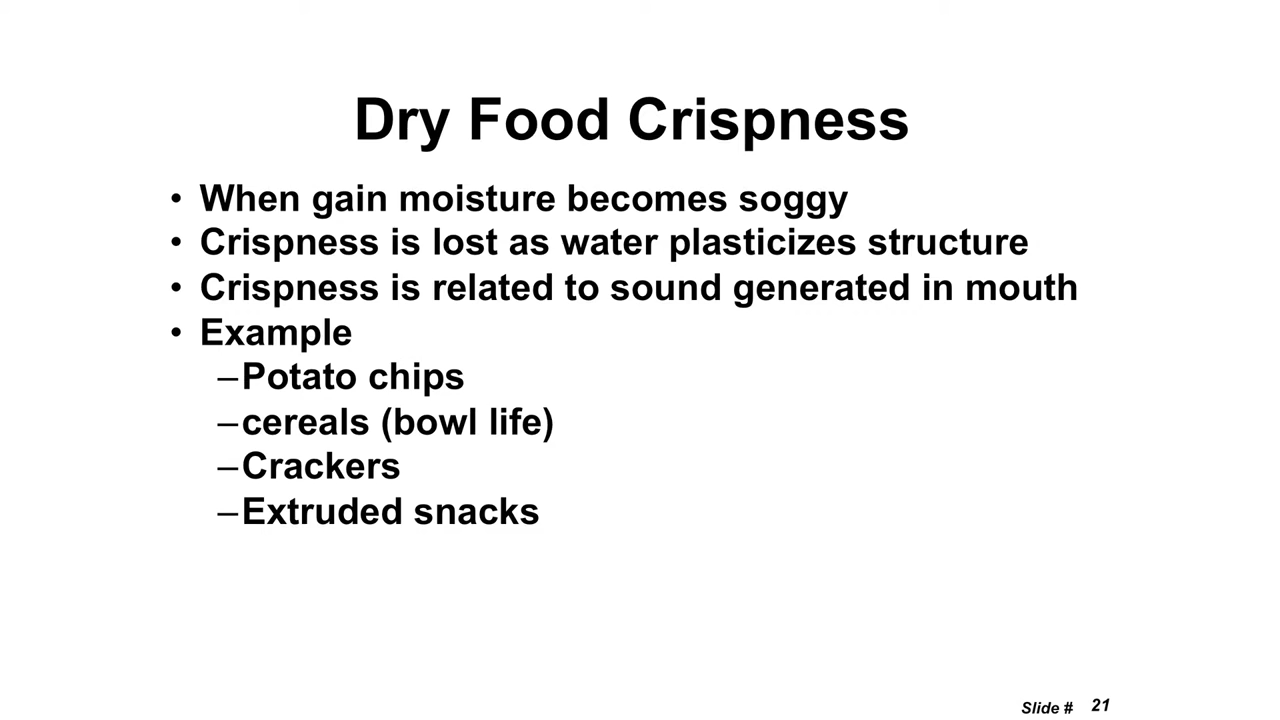 Dry Food Crispness
• When gain moisture becomes soggy
• Crispness is lost as water plasticizes structure
• Crispness is related to sound generated in mouth
• Example
–Potato chips
–cereals (bowl life)
–Crackers
–Extruded snacks
Slide # 21